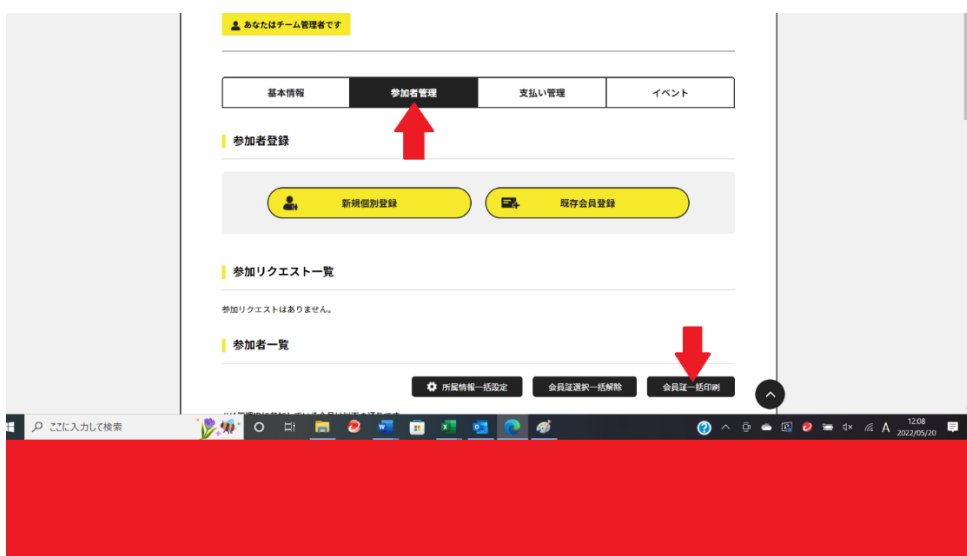 あなたはチーム管理者です
基本情報 参加者管理 支払い管理 イベント
参加者登録
新規個別登録 既存会員登録
参加リクエスト一覧
参加リクエストはありません。
参加者一覧
所属情報一括設定 会員証選択一括解除 会員証一括印刷
ここに入力して検索
A 12:08
2022/05/20